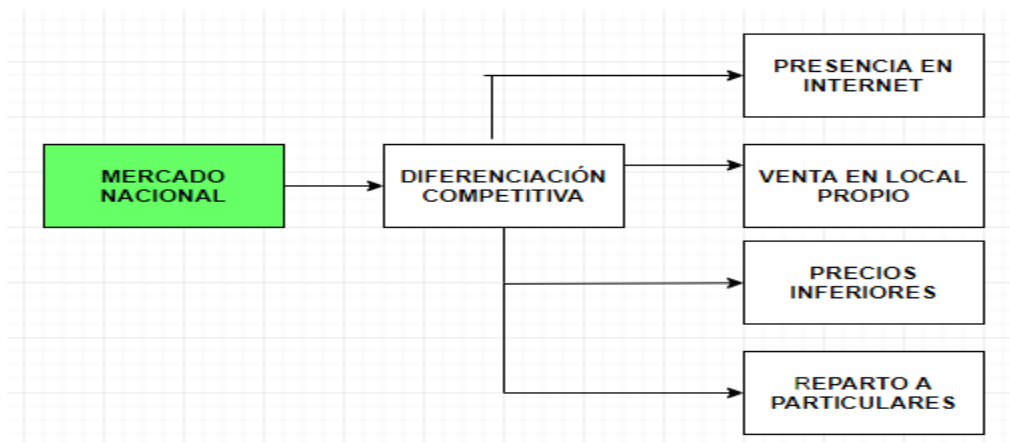 MERCADO
NACIONAL
DIFERENCIACIÓN
COMPETITIVA
PRESENCIA EN
INTERNET
VENTA EN LOCAL
PROPIO
PRECIOS
INFERIORES
REPARTO A
PARTICULARES